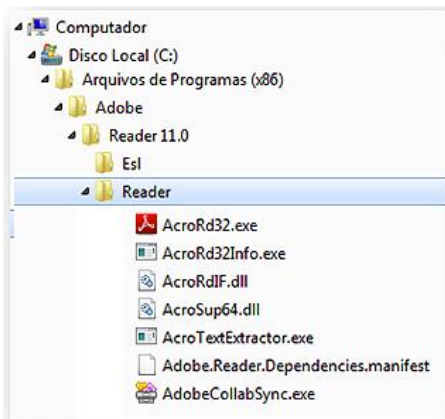 Computador
Disco Local (C:)
Arquivos de Programas (x86)
Adobe
Reader 11.0
Esl
Reader
AcroRd32.exe
AcroRd32Info.exe
AcroRdIF.dll
AcroSup64.dll
AcroTextExtractor.exe
Adobe.Reader.Dependencies.manifest
AdobeCollabSync.exe